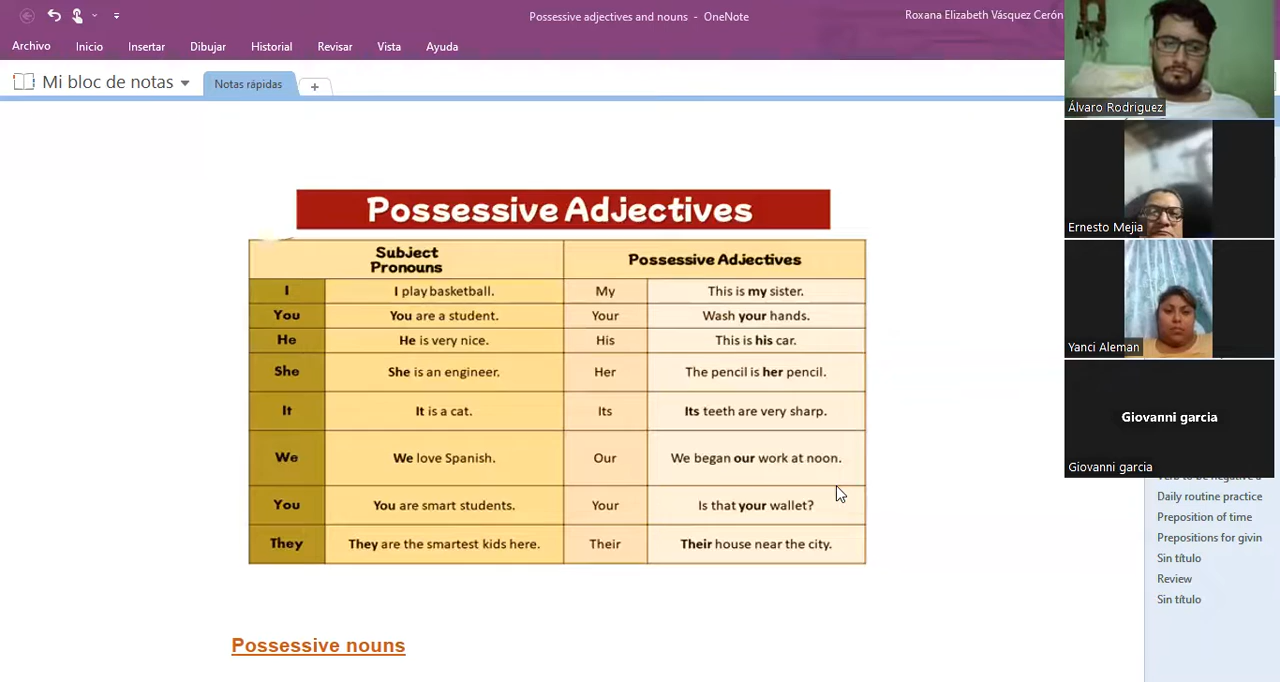 Possessive adjectives and nouns - OneNote
Roxana Elizabeth Vásquez Cerón
Archivo Inicio Insertar Dibujar Historial Revisar Vista Ayuda
Mi bloc de notas Notas rápidas +
Possessive Adjectives
Subject Pronouns Possessive Adjectives
I I play basketball. My This is my sister.
You You are a student. Your Wash your hands.
He He is very nice. His This is his car.
She She is an engineer. Her The pencil is her pencil.
It It is a cat. Its Its teeth are very sharp.
We We love Spanish. Our We began our work at noon.
You You are smart students. Your Is that your wallet?
They They are the smartest kids here. Their Their house near the city.
Possessive nouns
Álvaro Rodriguez
Ernesto Mejia
Yanci Aleman
Giovanni garcia
Giovanni garcia
Daily routine practice
Preposition of time
Prepositions for givin
Sin título
Review
Sin título